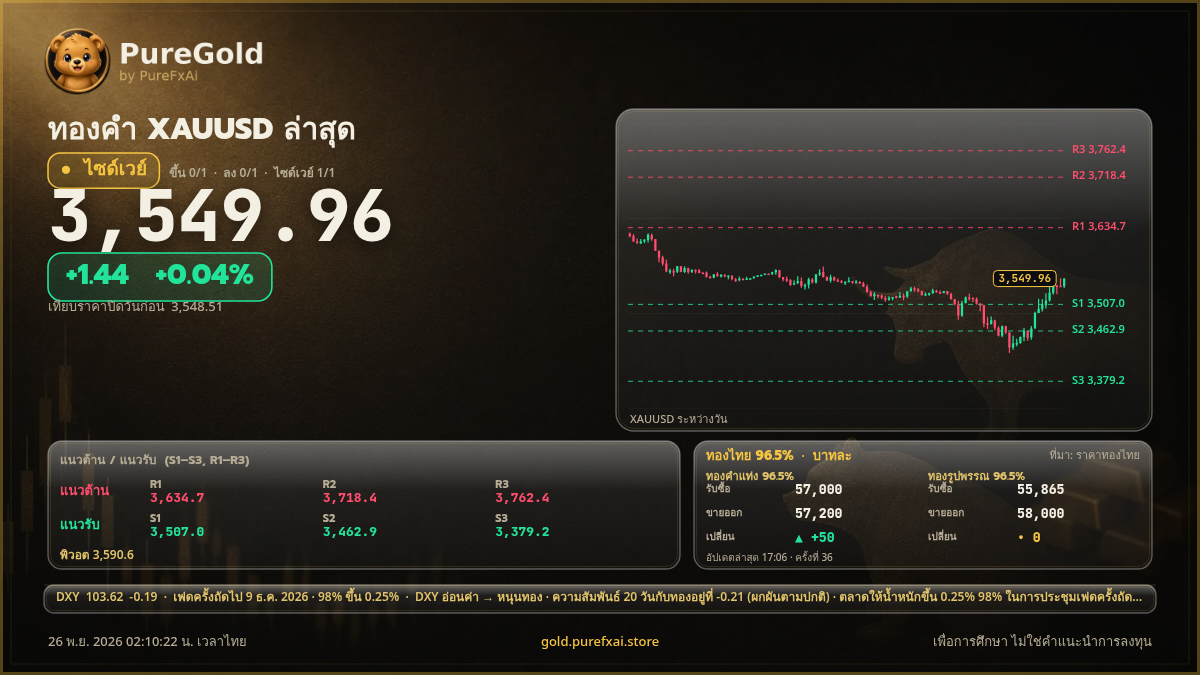 PureGold
by PureFxAi
ทองคำ XAUUSD ล่าสุด
• ไซด์เวย์ ขึ้น 0/1 · ลง 0/1 · ไซด์เวย์ 1/1
3,549.96
+1.44 +0.04%
เทียบราคาปิดวันก่อน 3,548.51
R3 3,762.4
R2 3,718.4
R1 3,634.7
3,549.96
S1 3,507.0
S2 3,462.9
S3 3,379.2
XAUUSD ระหว่างวัน
แนวต้าน / แนวรับ (S1–S3, R1–R3)
แนวต้าน
R1 R2 R3
3,634.7 3,718.4 3,762.4
แนวรับ
S1 S2 S3
3,507.0 3,462.9 3,379.2
พิวอต 3,590.6
ทองไทย 96.5% · บาทละ ที่มา: ราคาทองไทย
ทองคำแท่ง 96.5% ทองรูปพรรณ 96.5%
รับซื้อ 57,000 รับซื้อ 55,865
ขายออก 57,200 ขายออก 58,000
เปลี่ยน ▲ +50 เปลี่ยน • 0
อัปเดตล่าสุด 17:06 · ครั้งที่ 36
DXY 103.62 -0.19 · เฟดครั้งถัดไป 9 ธ.ค. 2026 · 98% ขึ้น 0.25% · DXY อ่อนค่า → หนุนทอง · ความสัมพันธ์ 20 วันกับทองอยู่ที่ -0.21 (ผกผันตามปกติ) · ตลาดให้น้ำหนักขึ้น 0.25% 98% ในการประชุมเฟดครั้งถัด…
26 พ.ย. 2026 02:10:22 น. เวลาไทย
gold.purefxai.store
เพื่อการศึกษา ไม่ใช่คำแนะนำการลงทุน